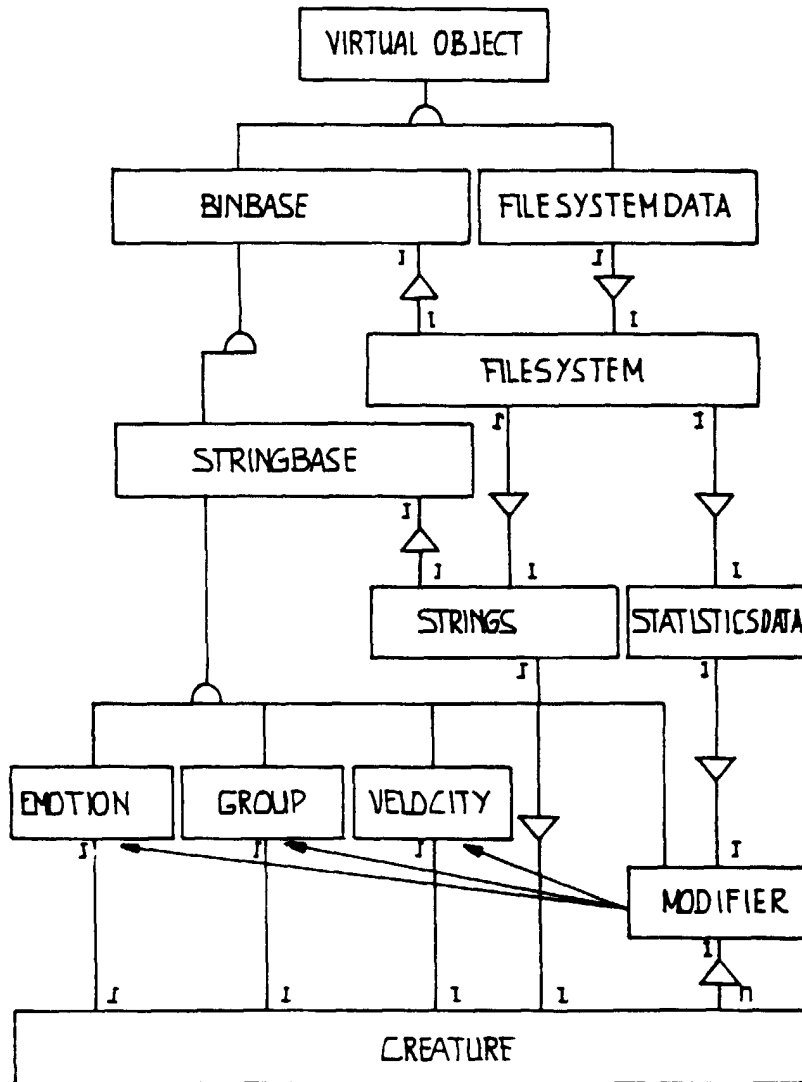 VIRTUAL OBJECT
BINBASE
FILESYSTEMDATA
I
I
I
I
FILESYSTEM
I
I
STRINGBASE
I
I
I
I
STRINGS
STATISTICSDATA
I
I
EMOTION
GROUP
VELOCITY
I
I
I
I
MODIFIER
I
I
I
I
I
n
CREATURE